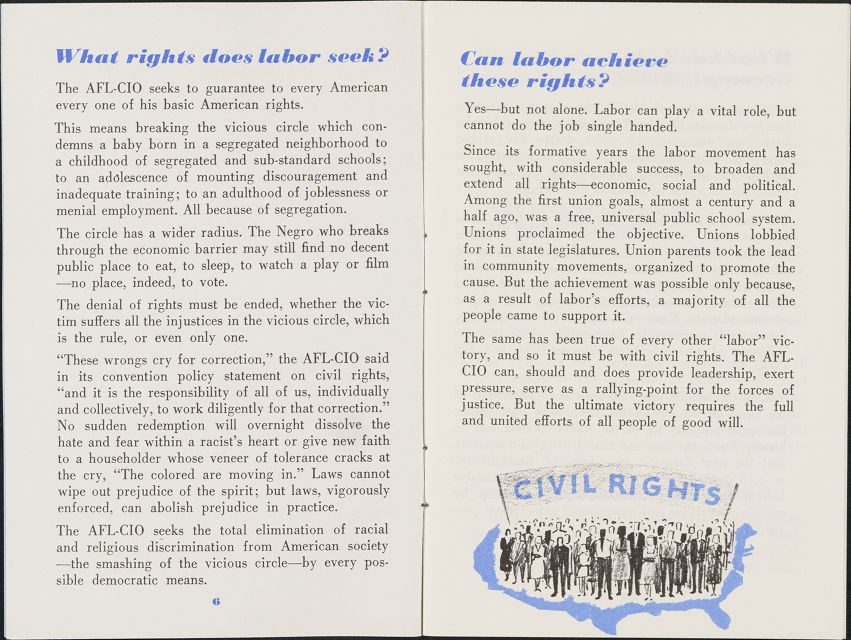 What rights does labor seek?
The AFL-CIO seeks to guarantee to every American
every one of his basic American rights.
This means breaking the vicious circle which con-
demns a baby born in a segregated neighborhood to
a childhood of segregated and sub-standard schools;
to an adolescence of mounting discouragement and
inadequate training; to an adulthood of joblessness or
menial employment. All because of segregation.
The circle has a wider radius. The Negro who breaks
through the economic barrier may still find no decent
public place to eat, to sleep, to watch a play or film
—no place, indeed, to vote.
The denial of rights must be ended, whether the vic-
tim suffers all the injustices in the vicious circle, which
is the rule, or even only one.
“These wrongs cry for correction,” the AFL-CIO said
in its convention policy statement on civil rights,
“and it is the responsibility of all of us, individually
and collectively, to work diligently for that correction.”
No sudden redemption will overnight dissolve the
hate and fear within a racist’s heart or give new faith
to a householder whose veneer of tolerance cracks at
the cry, “The colored are moving in.” Laws cannot
wipe out prejudice of the spirit; but laws, vigorously
enforced, can abolish prejudice in practice.
The AFL-CIO seeks the total elimination of racial
and religious discrimination from American society
—the smashing of the vicious circle—by every pos-
sible democratic means.
6
Can labor achieve
these rights?
Yes—but not alone. Labor can play a vital role, but
cannot do the job single handed.
Since its formative years the labor movement has
sought, with considerable success, to broaden and
extend all rights—economic, social and political.
Among the first union goals, almost a century and a
half ago, was a free, universal public school system.
Unions proclaimed the objective. Unions lobbied
for it in state legislatures. Union parents took the lead
in community movements, organized to promote the
cause. But the achievement was possible only because,
as a result of labor’s efforts, a majority of all the
people came to support it.
The same has been true of every other “labor” vic-
tory, and so it must be with civil rights. The AFL-
CIO can, should and does provide leadership, exert
pressure, serve as a rallying-point for the forces of
justice. But the ultimate victory requires the full
and united efforts of all people of good will.
CIVIL RIGHTS